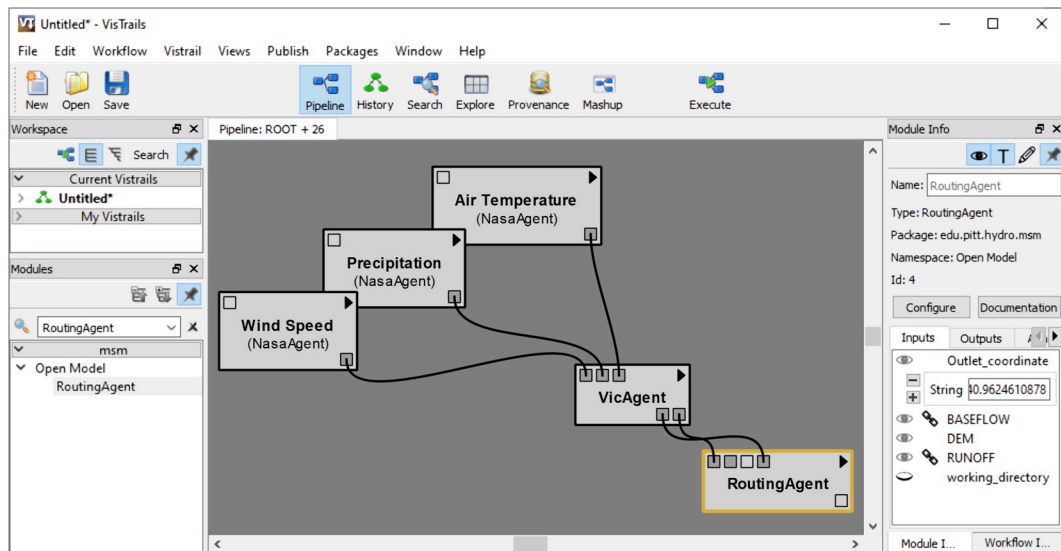 Untitled* - VisTrails
File Edit Workflow Vistrail Views Publish Packages Window Help
New Open Save Pipeline History Search Explore Provenance Mashup Execute
Workspace
Search
Current Vistrails
Untitled*
My Vistrails
Modules
RoutingAgent
msm
Open Model
RoutingAgent
Pipeline: ROOT + 26
Air Temperature
(NasaAgent)
Precipitation
(NasaAgent)
Wind Speed
(NasaAgent)
VicAgent
RoutingAgent
Module Info
T
Name: RoutingAgent
Type: RoutingAgent
Package: edu.pitt.hydro.msm
Namespace: Open Model
Id: 4
Configure Documentation
Inputs Outputs
Outlet_coordinate
String 40.9624610878
BASEFLOW
DEM
RUNOFF
working_directory
Module I... Workflow I...